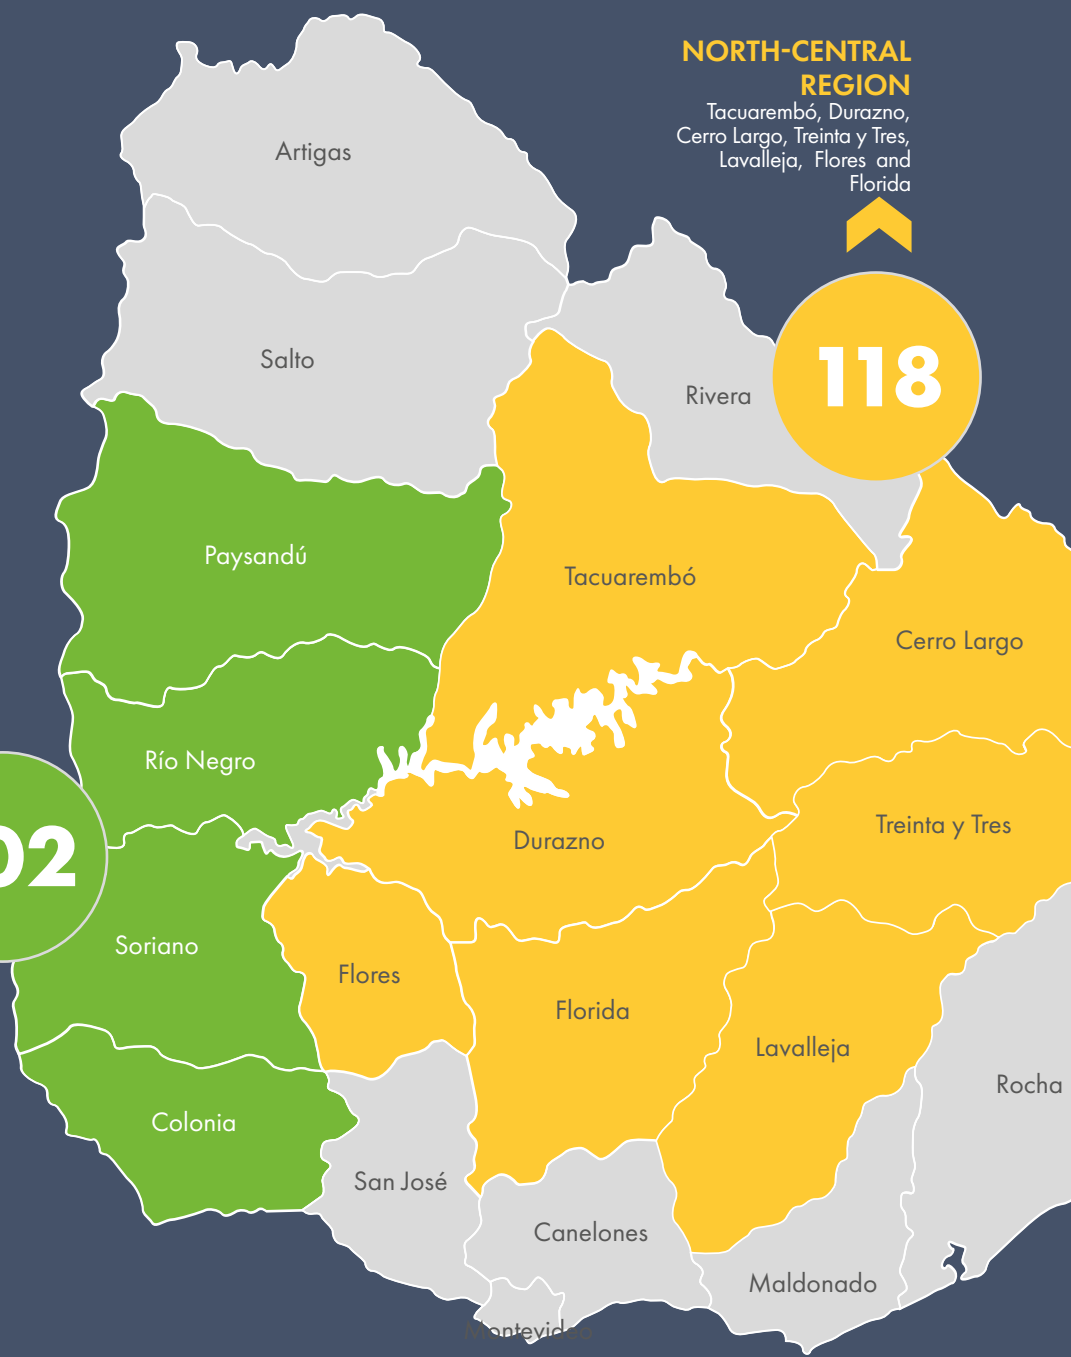 NORTH-CENTRAL
REGION
Tacuarembó, Durazno,
Cerro Largo, Treinta y Tres,
Lavalleja, Flores and
Florida
118
Artigas
Salto
Rivera
Paysandú
Tacuarembó
Cerro Largo
Río Negro
Treinta y Tres
Durazno
02
Soriano
Flores
Florida
Lavalleja
Rocha
Colonia
San José
Canelones
Maldonado
Montevideo